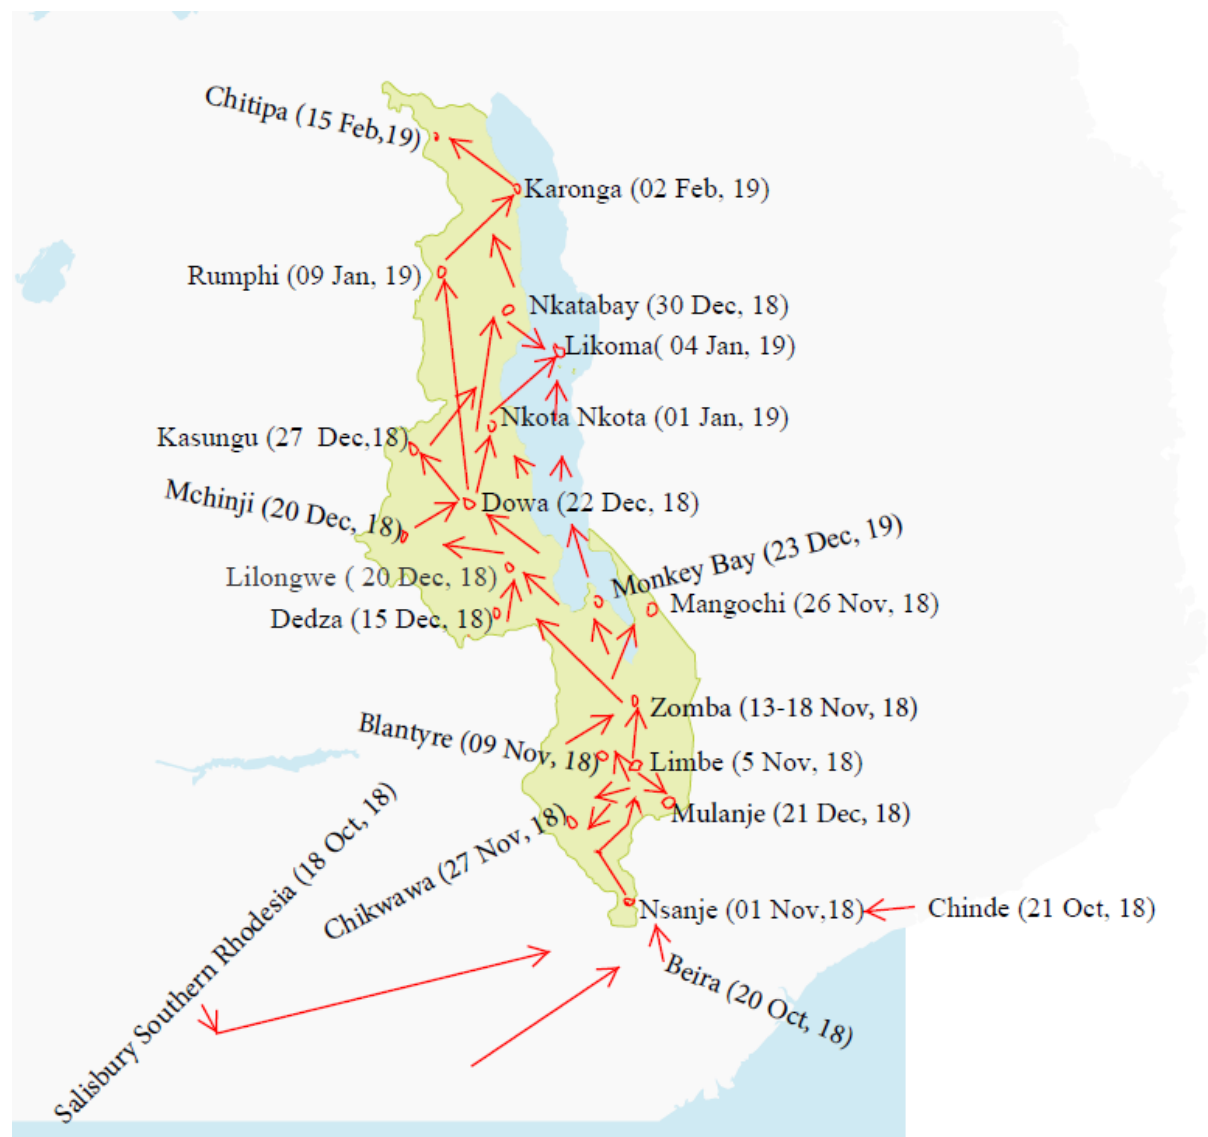 Chitipa (15 Feb,19)
Karonga (02 Feb, 19)
Rumphi (09 Jan, 19)
Nkatabay (30 Dec, 18)
Likoma( 04 Jan, 19)
Nkota Nkota (01 Jan, 19)
Kasungu (27  Dec,18)
Mchinji (20 Dec, 18)
Dowa (22 Dec, 18)
Monkey Bay (23 Dec, 19)
Lilongwe ( 20 Dec, 18)
Mangochi (26 Nov, 18)
Dedza (15 Dec, 18)
Zomba (13-18 Nov, 18)
Blantyre (09 Nov, 18)
Limbe (5 Nov, 18)
Mulanje (21 Dec, 18)
Chikwawa (27 Nov, 18)
Salisbury Southern Rhodesia (18 Oct, 18)
Nsanje (01 Nov,18)
Chinde (21 Oct, 18)
Beira (20 Oct, 18)